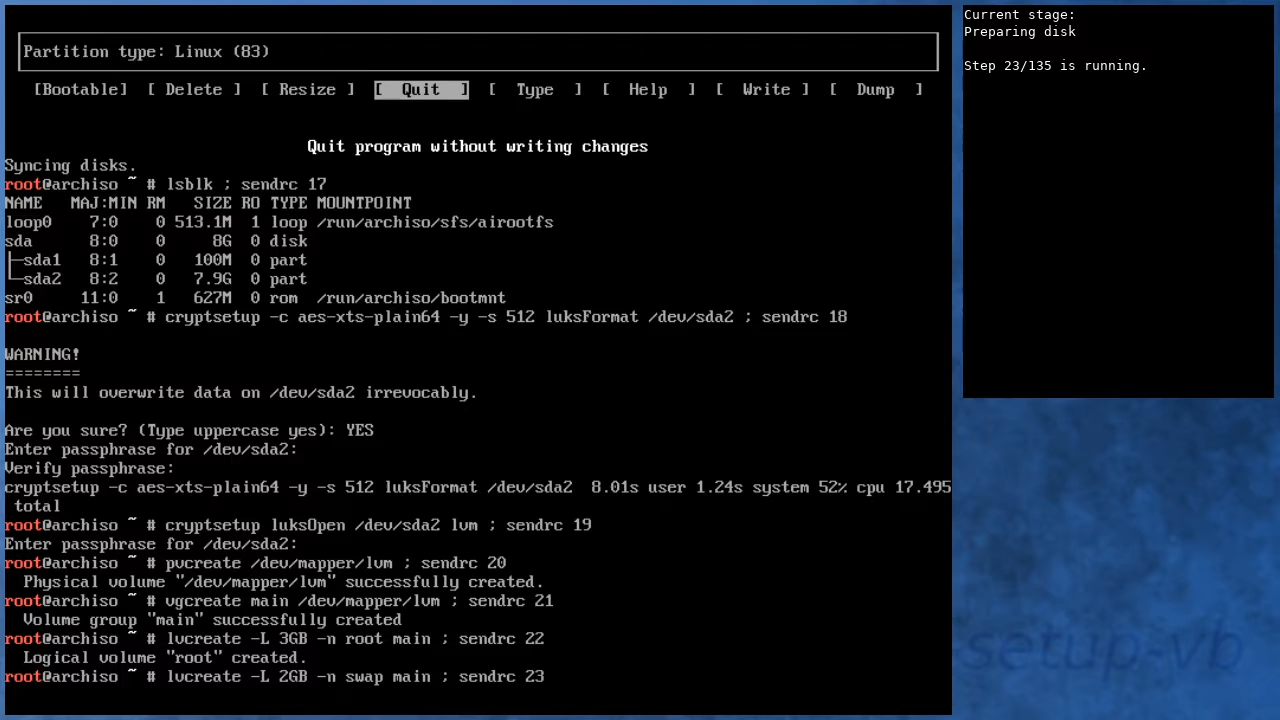 Partition type: Linux (83)
[Bootable] [ Delete ] [ Resize ] [ Quit ] [ Type ] [ Help ] [ Write ] [ Dump ]
Quit program without writing changes
Syncing disks.
root@archiso ~ # lsblk ; sendrc 17
NAME   MAJ:MIN RM   SIZE RO TYPE MOUNTPOINT
loop0    7:0    0 513.1M  1 loop /run/archiso/sfs/airootfs
sda      8:0    0     8G  0 disk
├─sda1   8:1    0   100M  0 part
└─sda2   8:2    0   7.9G  0 part
sr0     11:0    1   627M  0 rom  /run/archiso/bootmnt
root@archiso ~ # cryptsetup -c aes-xts-plain64 -y -s 512 luksFormat /dev/sda2 ; sendrc 18
WARNING!
========
This will overwrite data on /dev/sda2 irrevocably.
Are you sure? (Type uppercase yes): YES
Enter passphrase for /dev/sda2:
Verify passphrase:
cryptsetup -c aes-xts-plain64 -y -s 512 luksFormat /dev/sda2  8.01s user 1.24s system 52% cpu 17.495
total
root@archiso ~ # cryptsetup luksOpen /dev/sda2 lvm ; sendrc 19
Enter passphrase for /dev/sda2:
root@archiso ~ # pvcreate /dev/mapper/lvm ; sendrc 20
Physical volume "/dev/mapper/lvm" successfully created.
root@archiso ~ # vgcreate main /dev/mapper/lvm ; sendrc 21
Volume group "main" successfully created
root@archiso ~ # lvcreate -L 3GB -n root main ; sendrc 22
Logical volume "root" created.
root@archiso ~ # lvcreate -L 2GB -n swap main ; sendrc 23
Current stage:
Preparing disk
Step 23/135 is running.
setup-vb